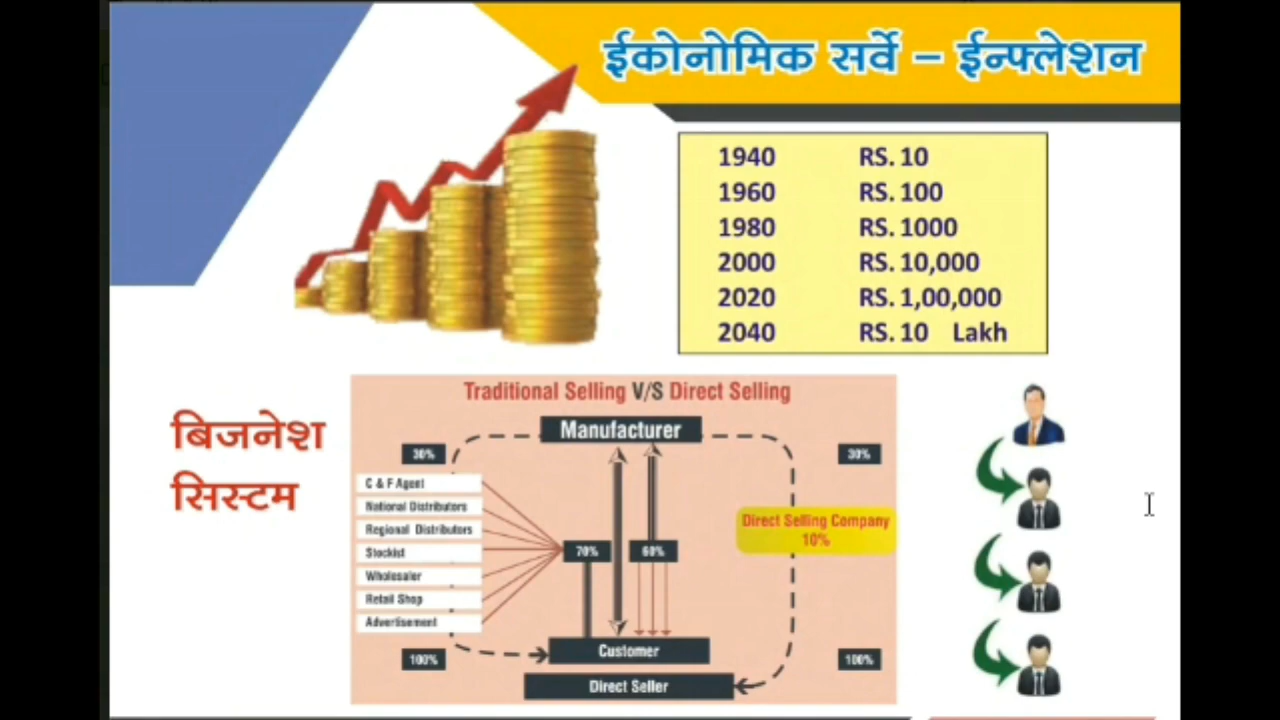 ईकोनोमिक सर्वे – ईन्फ्लेशन
1940 RS. 10
1960 RS. 100
1980 RS. 1000
2000 RS. 10,000
2020 RS. 1,00,000
2040 RS. 10 Lakh
बिजनेश
सिस्टम
Traditional Selling V/S Direct Selling
Manufacturer
30%
30%
C & F Agent
National Distributors
Regional Distributors
Stockist
Wholesaler
Retail Shop
Advertisement
70%
60%
Direct Selling Company
10%
100%
100%
Customer
Direct Seller